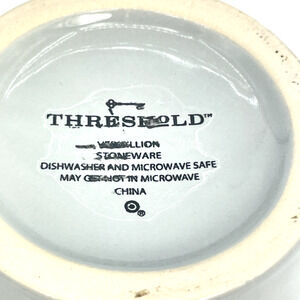 THRESHOLD™
STONEWARE
DISHWASHER AND MICROWAVE SAFE
MAY GET HOT IN MICROWAVE
CHINA
®